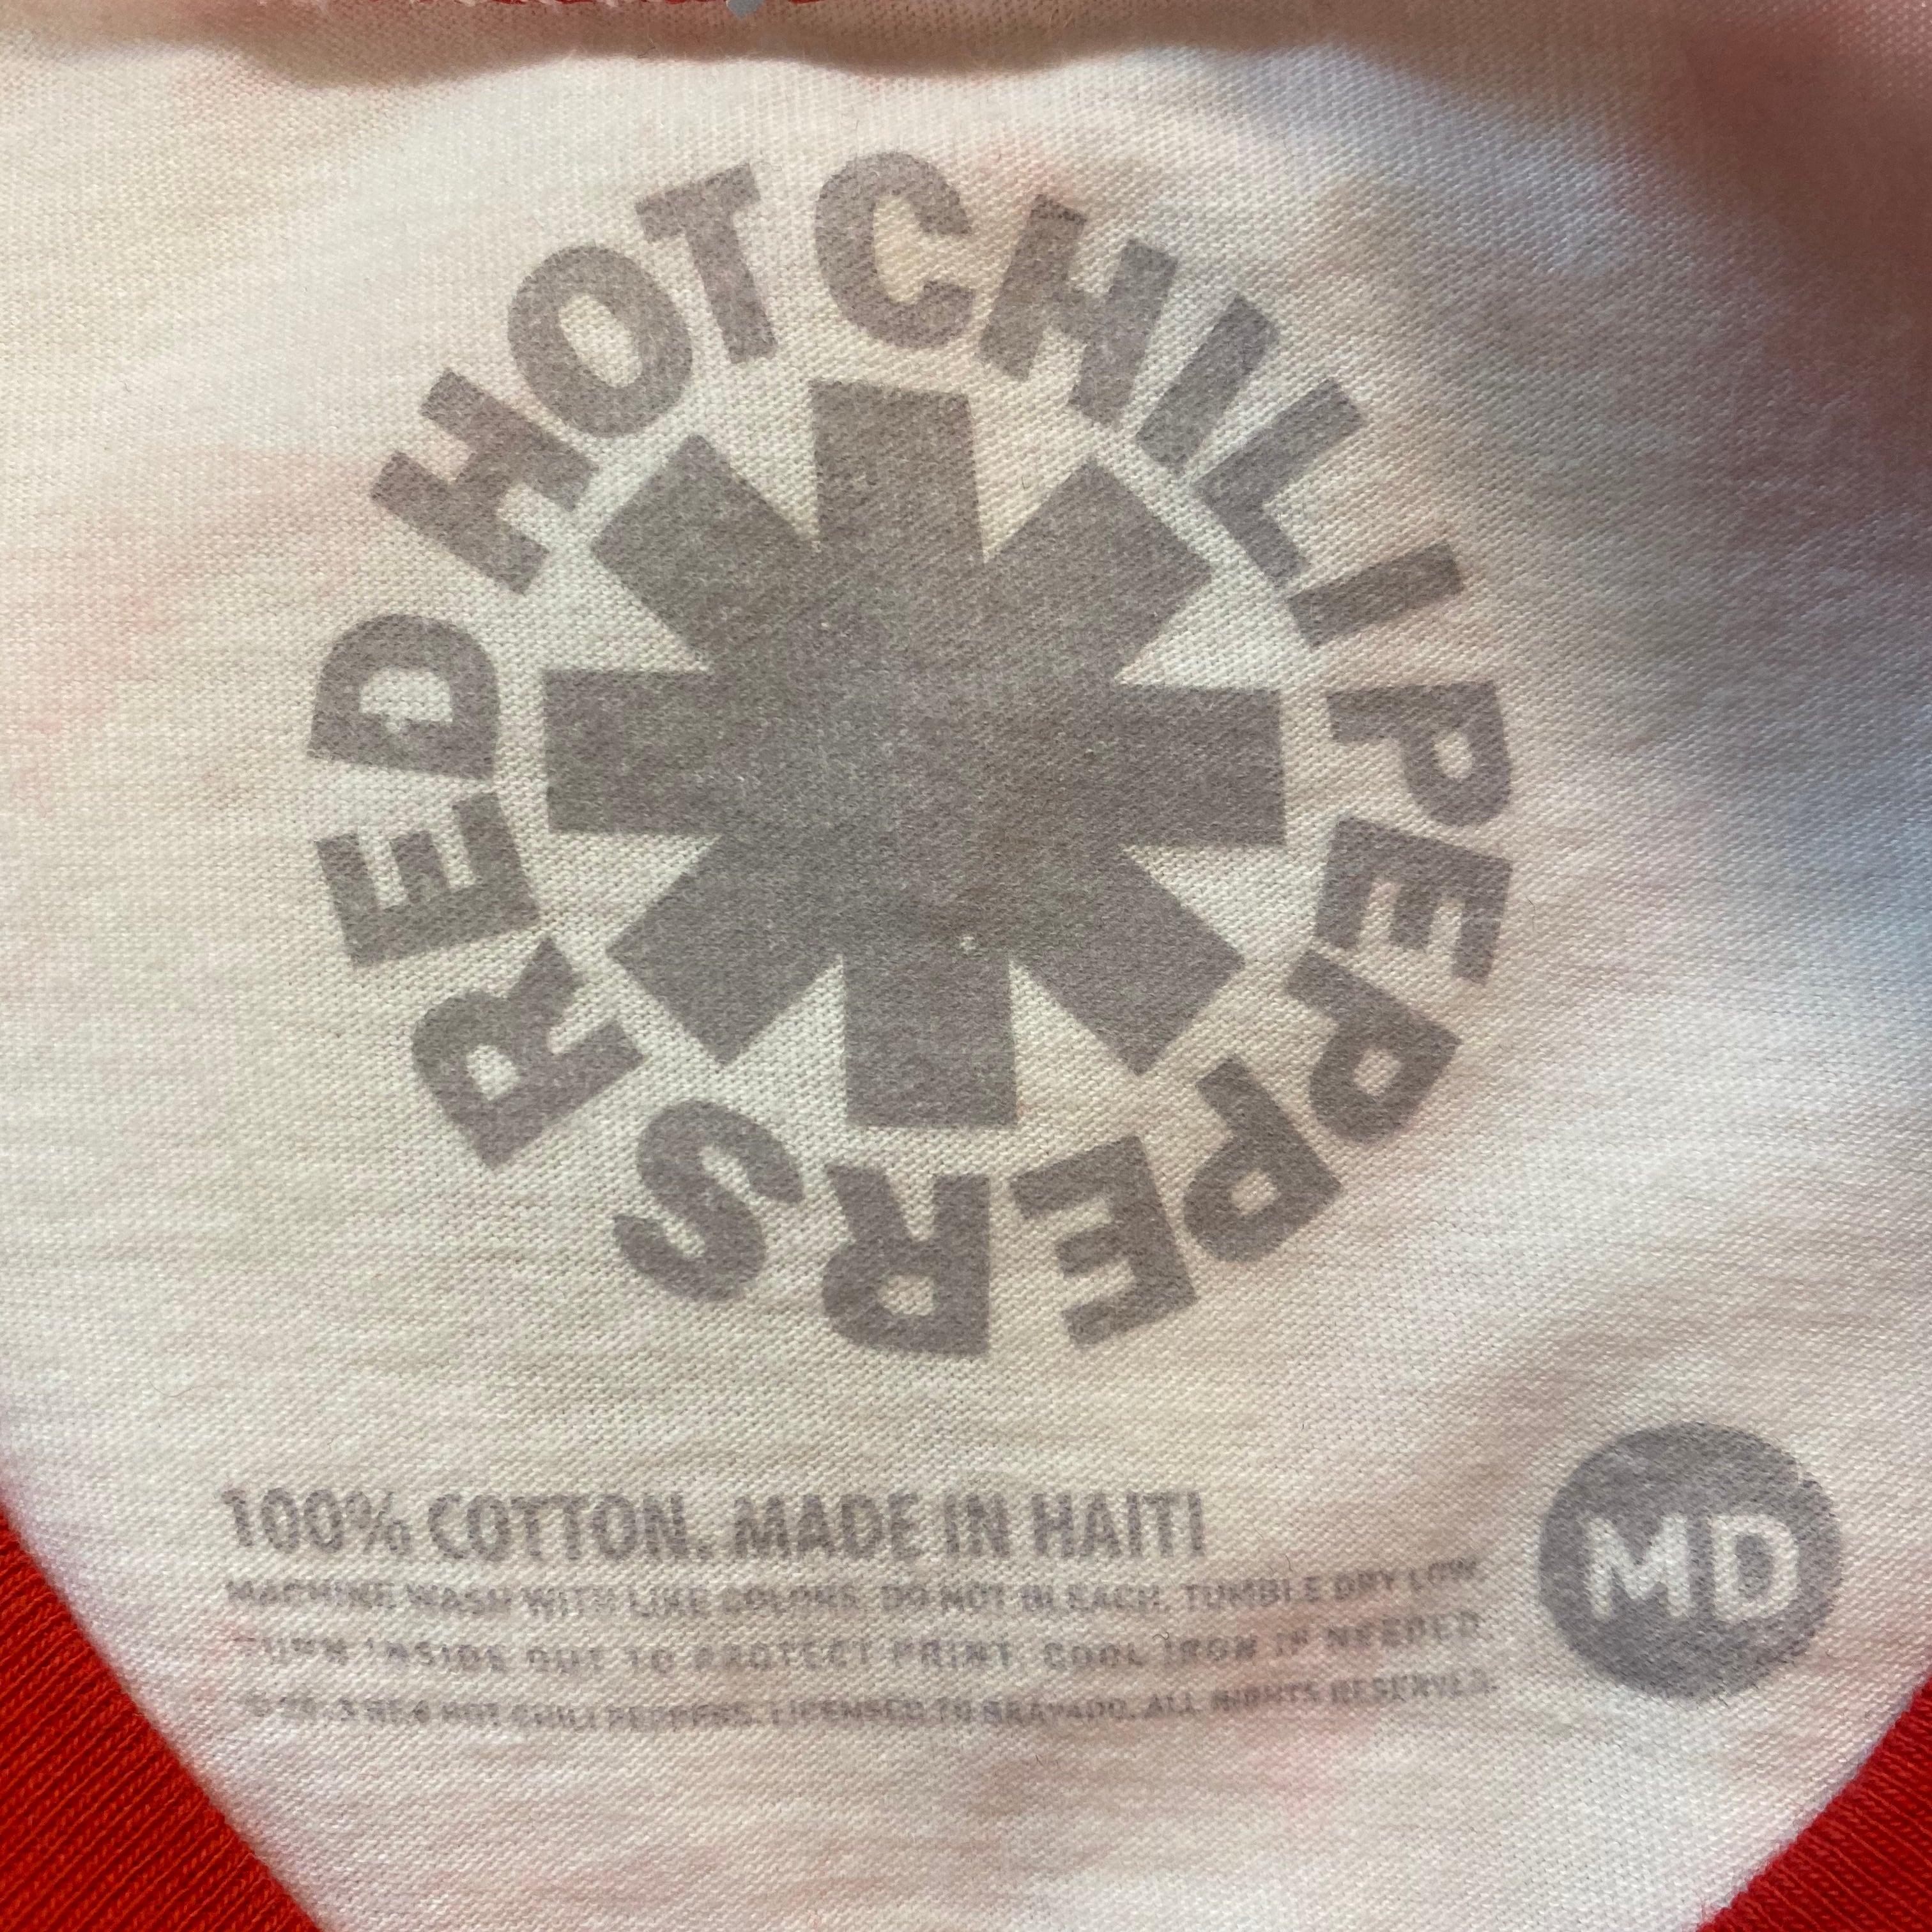 RED HOT CHILI PEPPERS
100% COTTON. MADE IN HAITI
MACHINE WASH WITH LIKE COLORS. DO NOT BLEACH. TUMBLE DRY LOW.
TURN INSIDE OUT TO PROTECT PRINT. COOL IRON IF NEEDED.
RED HOT CHILI PEPPERS. LICENSED TO BRAVADO. ALL RIGHTS RESERVED.
MD